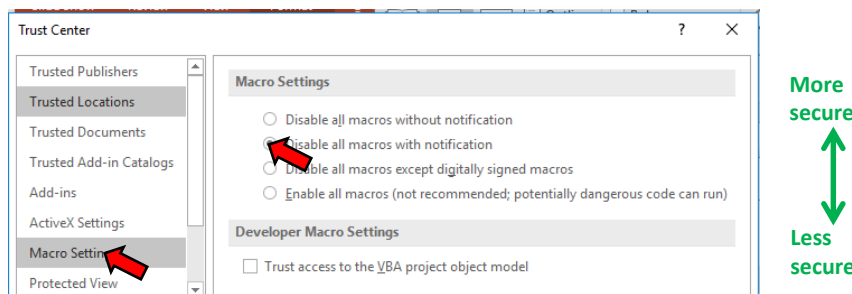 Trust Center
? ×
Trusted Publishers
Trusted Locations
Trusted Documents
Trusted Add-in Catalogs
Add-ins
ActiveX Settings
Macro Settings
Protected View
Macro Settings
Disable all macros without notification
Disable all macros with notification
Disable all macros except digitally signed macros
Enable all macros (not recommended; potentially dangerous code can run)
Developer Macro Settings
Trust access to the VBA project object model
More
secure
Less
secure